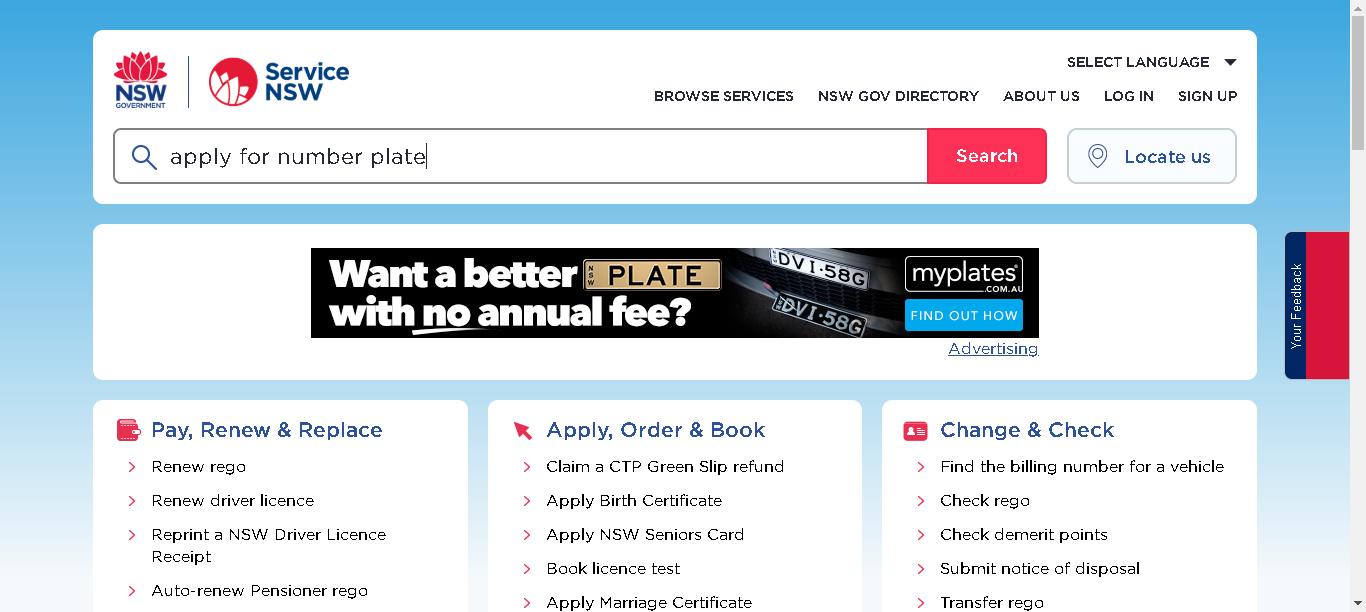 SELECT LANGUAGE
NSW
GOVERNMENT
Service
NSW
BROWSE SERVICES NSW GOV DIRECTORY ABOUT US LOG IN SIGN UP
apply for number plate
Search
Locate us
Want a better NSW PLATE
with no annual fee?
DVI·58G
DVI·58G
myplates
.COM.AU
FIND OUT HOW
Advertising
Your Feedback
Pay, Renew & Replace
Renew rego
Renew driver licence
Reprint a NSW Driver Licence
Receipt
Auto-renew Pensioner rego
Apply, Order & Book
Claim a CTP Green Slip refund
Apply Birth Certificate
Apply NSW Seniors Card
Book licence test
Apply Marriage Certificate
Change & Check
Find the billing number for a vehicle
Check rego
Check demerit points
Submit notice of disposal
Transfer rego